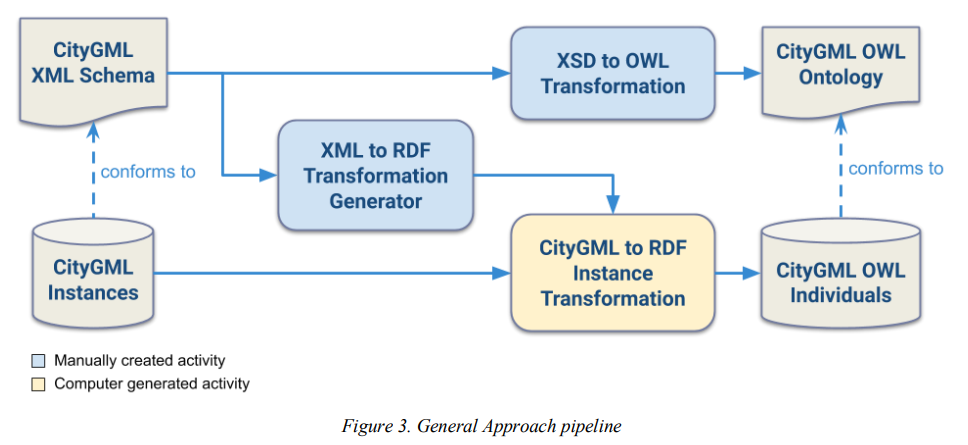 CityGML
XML Schema
XSD to OWL
Transformation
CityGML OWL
Ontology
XML to RDF
Transformation
Generator
conforms to
conforms to
CityGML
Instances
CityGML to RDF
Instance
Transformation
CityGML OWL
Individuals
Manually created activity
Computer generated activity
Figure 3. General Approach pipeline